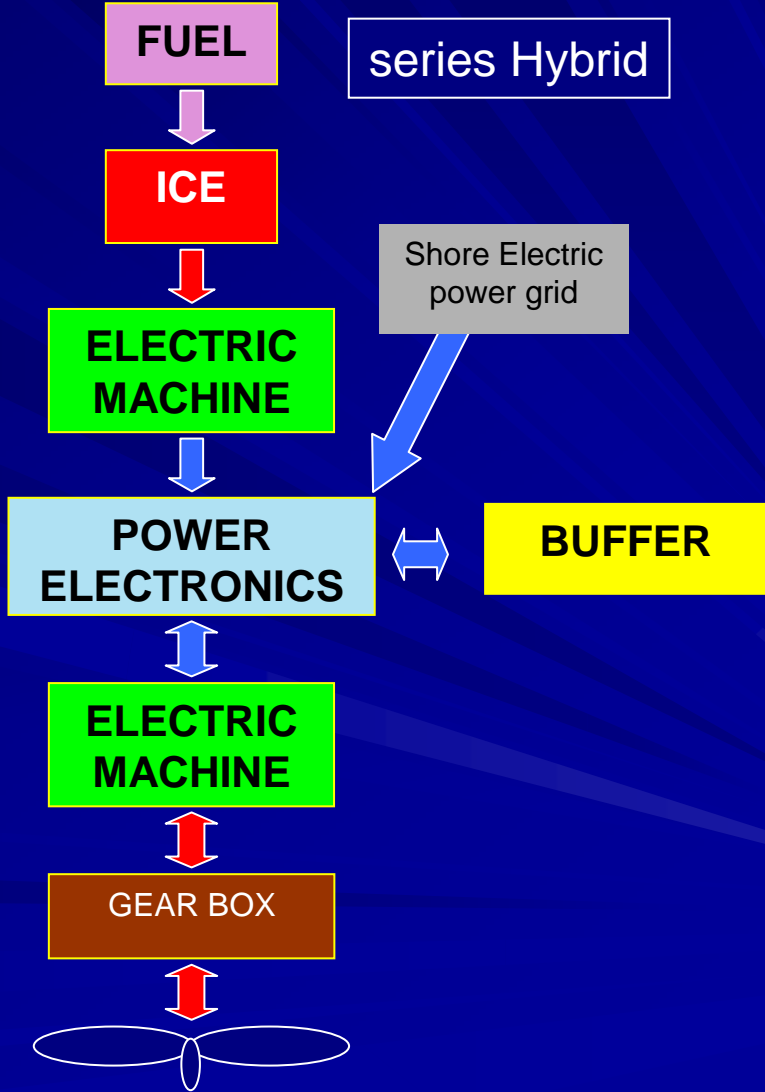 FUEL
series Hybrid
ICE
Shore Electric
power grid
ELECTRIC
MACHINE
POWER
ELECTRONICS
BUFFER
ELECTRIC
MACHINE
GEAR BOX